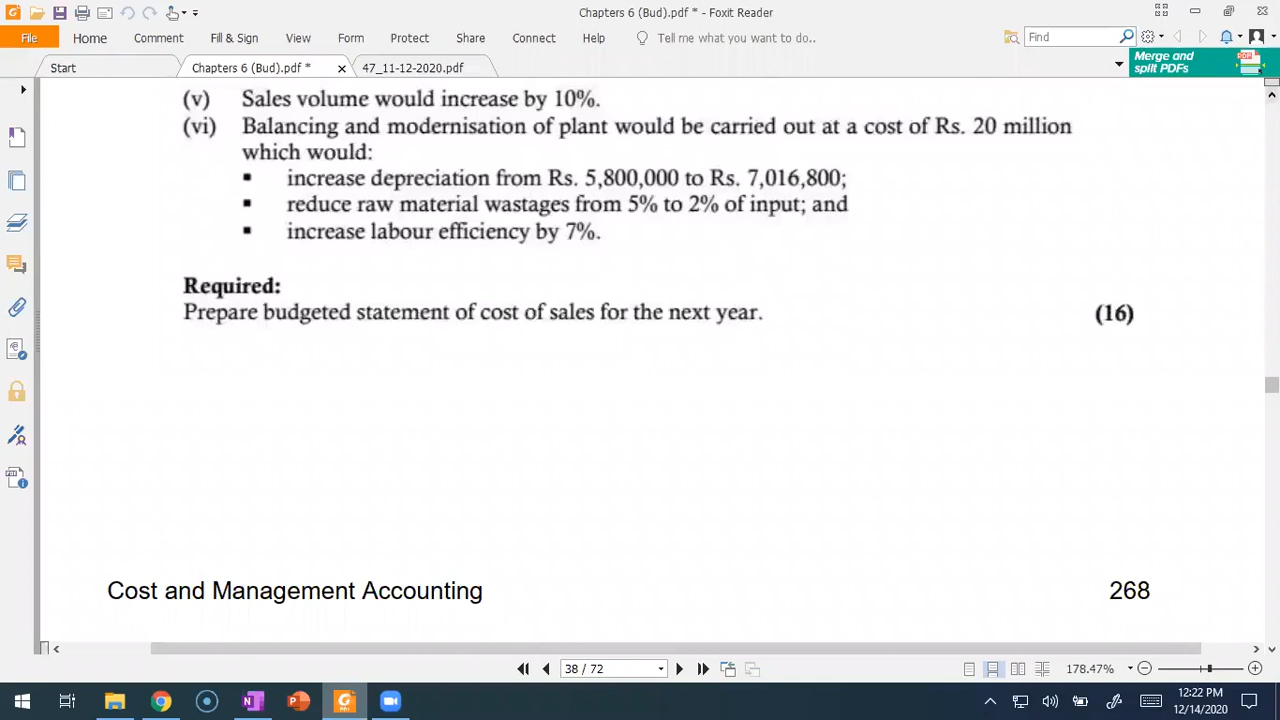 Chapters 6 (Bud).pdf * - Foxit Reader
File Home Comment Fill & Sign View Form Protect Share Connect Help Tell me what you want to do.. Find
Start Chapters 6 (Bud).pdf * 47_11-12-2020.pdf Merge and
split PDFs
(v) Sales volume would increase by 10%.
(vi) Balancing and modernisation of plant would be carried out at a cost of Rs. 20 million
which would:
▪ increase depreciation from Rs. 5,800,000 to Rs. 7,016,800;
▪ reduce raw material wastages from 5% to 2% of input; and
▪ increase labour efficiency by 7%.
Required:
Prepare budgeted statement of cost of sales for the next year. (16)
Cost and Management Accounting 268
38 / 72 178.47%
12:22 PM
12/14/2020